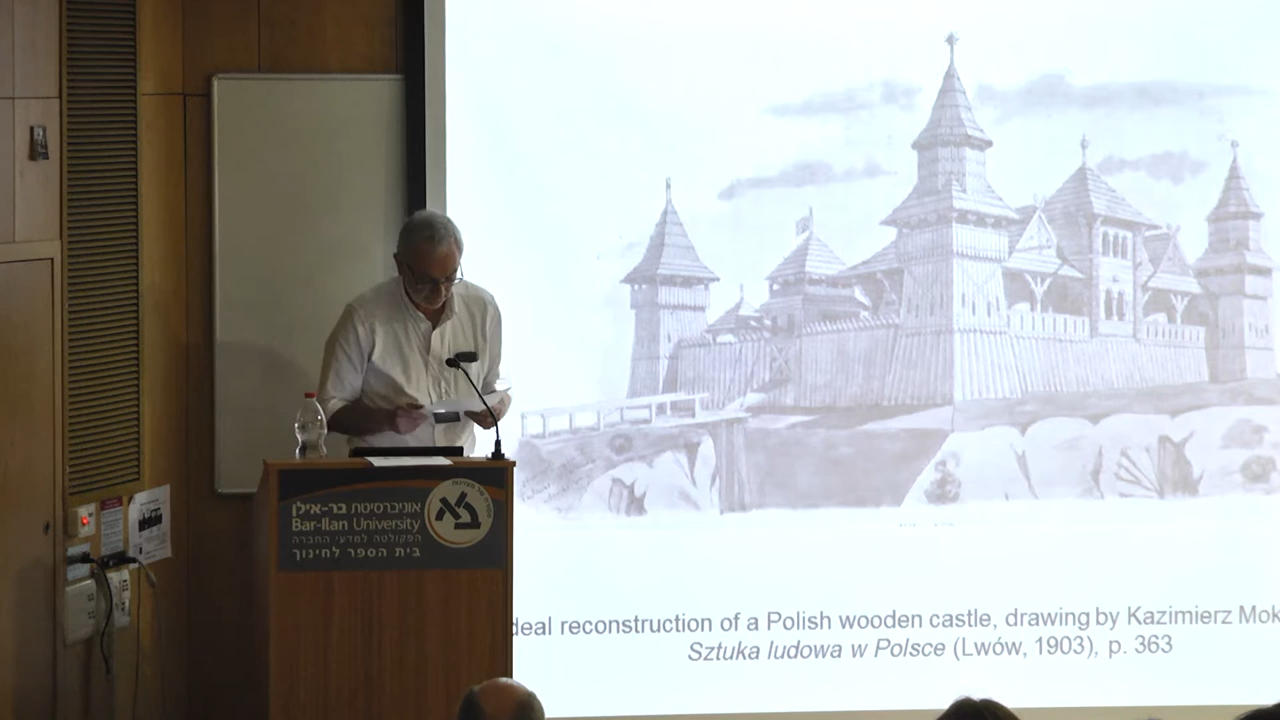 אוניברסיטת בר-אילן
Bar-Ilan University
הפקולטה למדעי החברה
בית הספר לחינוך
deal reconstruction of a Polish wooden castle, drawing by Kazimierz Mok
Sztuka ludowa w Polsce (Lwów, 1903), p. 363